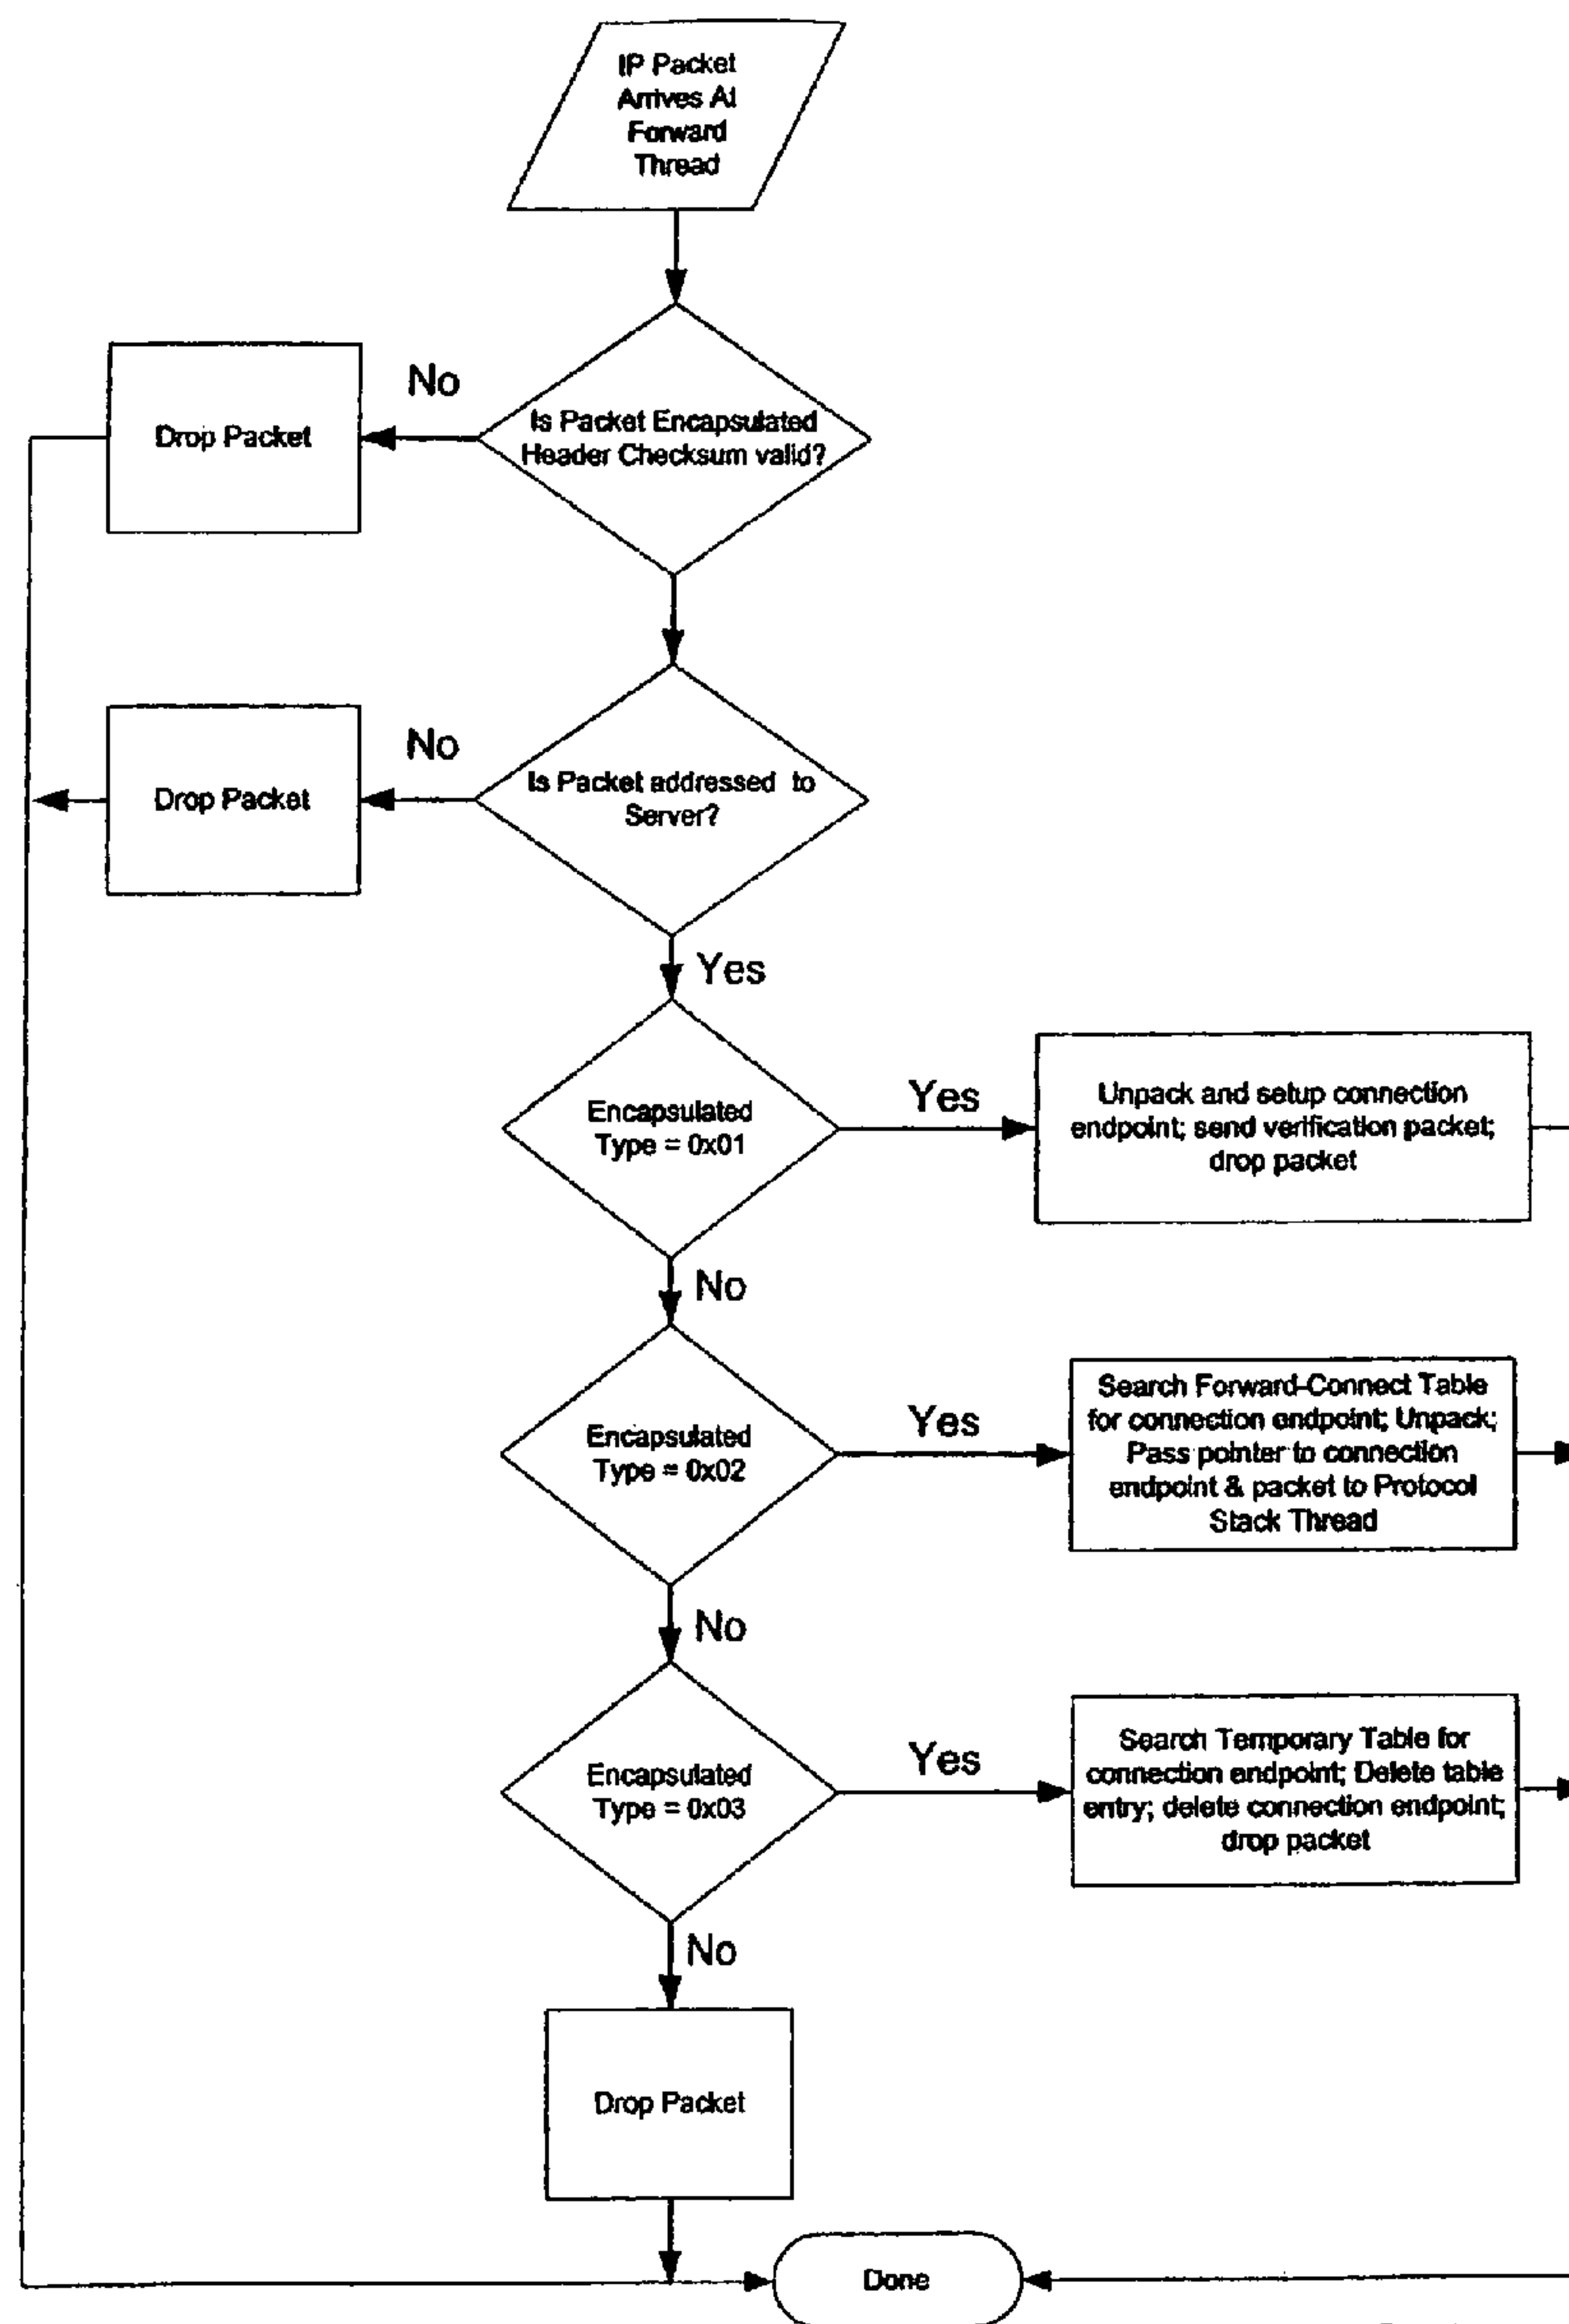 IP Packet
Arrives At
Forward
Thread
No
Drop Packet
Is Packet Encapsulated
Header Checksum valid?
No
Drop Packet
Is Packet addressed to
Server?
Yes
Encapsulated
Type = 0x01
Yes
Unpack and setup connection
endpoint; send verification packet;
drop packet
No
Encapsulated
Type = 0x02
Yes
Search Forward-Connect Table
for connection endpoint; Unpack;
Pass pointer to connection
endpoint & packet to Protocol
Stack Thread
No
Encapsulated
Type = 0x03
Yes
Search Temporary Table for
connection endpoint; Delete table
entry; delete connection endpoint;
drop packet
No
Drop Packet
Done